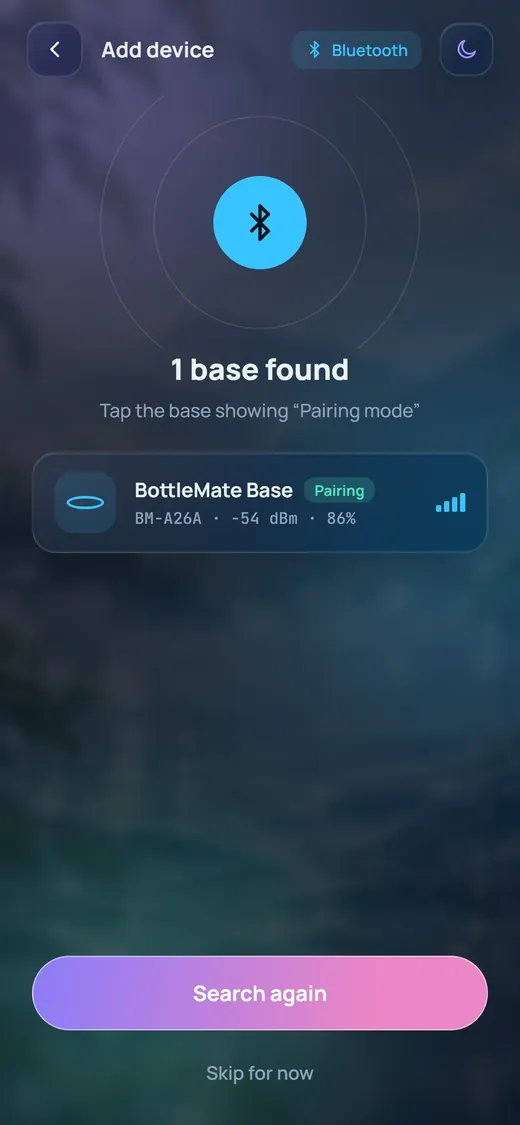 Add device
Bluetooth
1 base found
Tap the base showing “Pairing mode”
BottleMate Base
Pairing
BM-A26A · -54 dBm · 86%
Search again
Skip for now